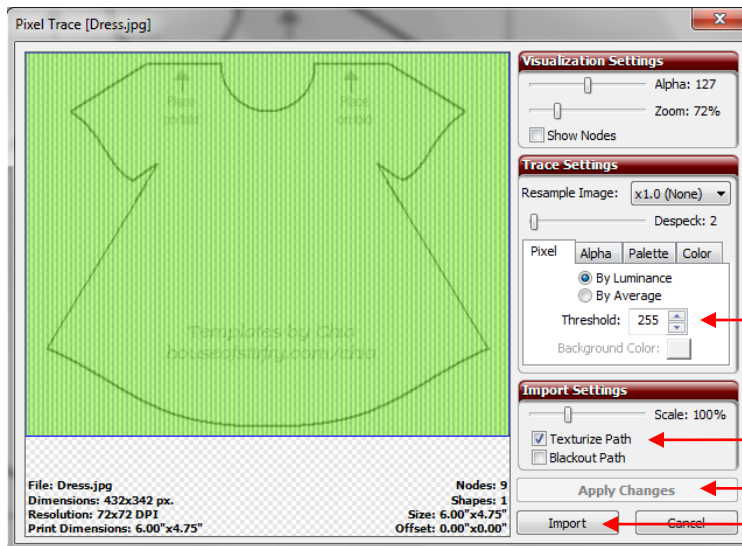 Pixel Trace [Dress.jpg]
Place
on fold
Place
on fold
Templates by Chia
houseofstirfry.com/chia
File: Dress.jpg
Dimensions: 432x342 px.
Resolution: 72x72 DPI
Print Dimensions: 6.00"x4.75"
Nodes: 9
Shapes: 1
Size: 6.00"x4.75"
Offset: 0.00"x0.00"
Visualization Settings
Alpha: 127
Zoom: 72%
Show Nodes
Trace Settings
Resample Image: x1.0 (None)
Despeck: 2
Pixel Alpha Palette Color
By Luminance
By Average
Threshold: 255
Background Color:
Import Settings
Scale: 100%
Texturize Path
Blackout Path
Apply Changes
Import Cancel